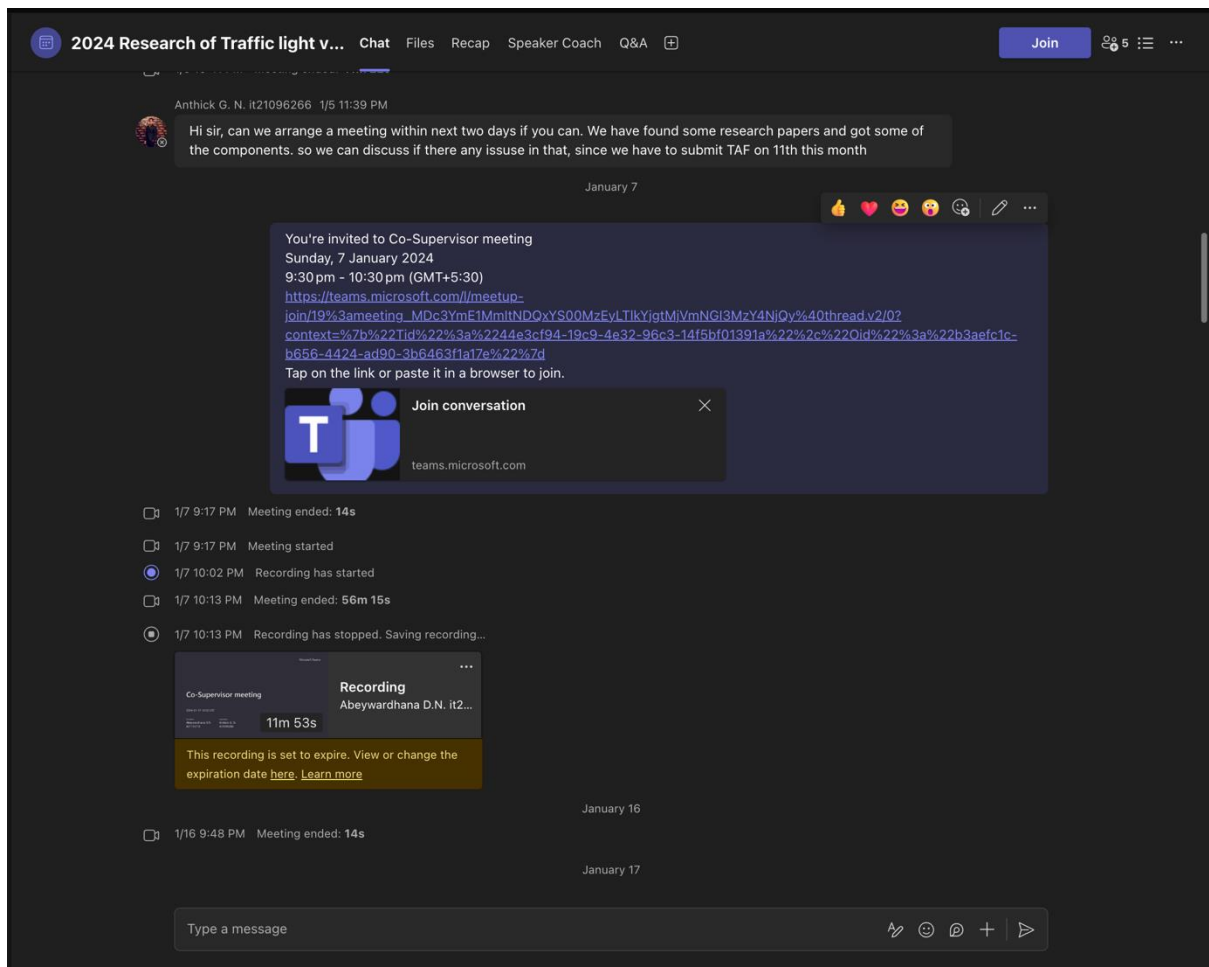 2024 Research of Traffic light v... Chat Files Recap Speaker Coach Q&A Join 5
Anthick G. N. it21096266 1/5 11:39 PM
Hi sir, can we arrange a meeting within next two days if you can. We have found some research papers and got some of
the components. so we can discuss if there any issuse in that, since we have to submit TAF on 11th this month
January 7
You're invited to Co-Supervisor meeting
Sunday, 7 January 2024
9:30 pm - 10:30 pm (GMT+5:30)
https://teams.microsoft.com/l/meetup-
join/19%3ameeting_MDc3YmE1MmItNDQxYS00MzEyLTlkYjgtMjVmNGI3MzY4NjQy%40thread.v2/0?
context=%7b%22Tid%22%3a%2244e3cf94-19c9-4e32-96c3-14f5bf01391a%22%2c%22Oid%22%3a%22b3aefc1c-
b656-4424-ad90-3b6463f1a17e%22%7d
Tap on the link or paste it in a browser to join.
Join conversation
teams.microsoft.com
1/7 9:17 PM Meeting ended: 14s
1/7 9:17 PM Meeting started
1/7 10:02 PM Recording has started
1/7 10:13 PM Meeting ended: 56m 15s
1/7 10:13 PM Recording has stopped. Saving recording...
Co-Supervisor meeting
11m 53s
Recording
Abeywardhana D.N. it2...
This recording is set to expire. View or change the
expiration date here. Learn more
January 16
1/16 9:48 PM Meeting ended: 14s
January 17
Type a message